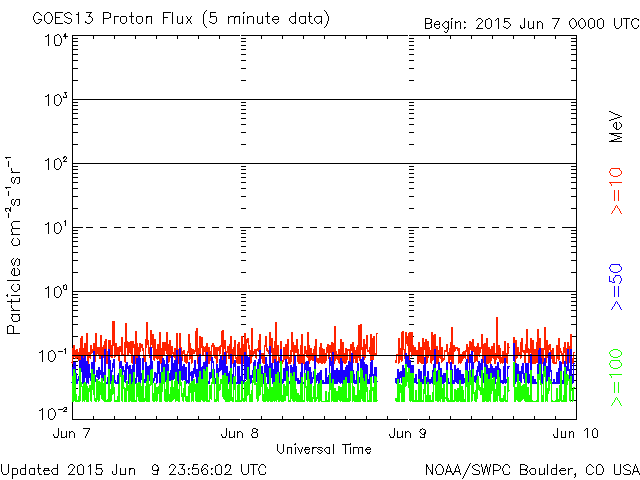 GOES13 Proton Flux (5 minute data)
Begin: 2015 Jun 7 0000 UTC
10⁴
10³
10²
10¹
10⁰
10⁻¹
10⁻²
Particles cm⁻²s⁻¹sr⁻¹
MeV
>=10
>=50
>=100
Jun 7
Jun 8
Jun 9
Jun 10
Universal Time
Updated 2015 Jun 9 23:56:02 UTC
NOAA/SWPC Boulder, CO USA